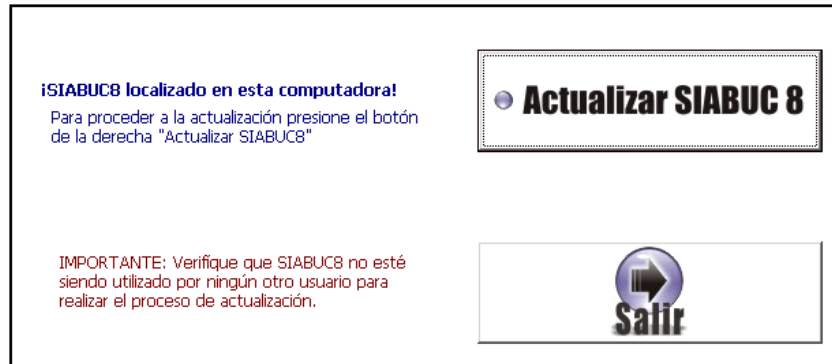 ¡SIABUC8 localizado en esta computadora!
Para proceder a la actualización presione el botón
de la derecha "Actualizar SIABUC8"
Actualizar SIABUC 8
IMPORTANTE: Verifique que SIABUC8 no esté
siendo utilizado por ningún otro usuario para
realizar el proceso de actualización.
Salir